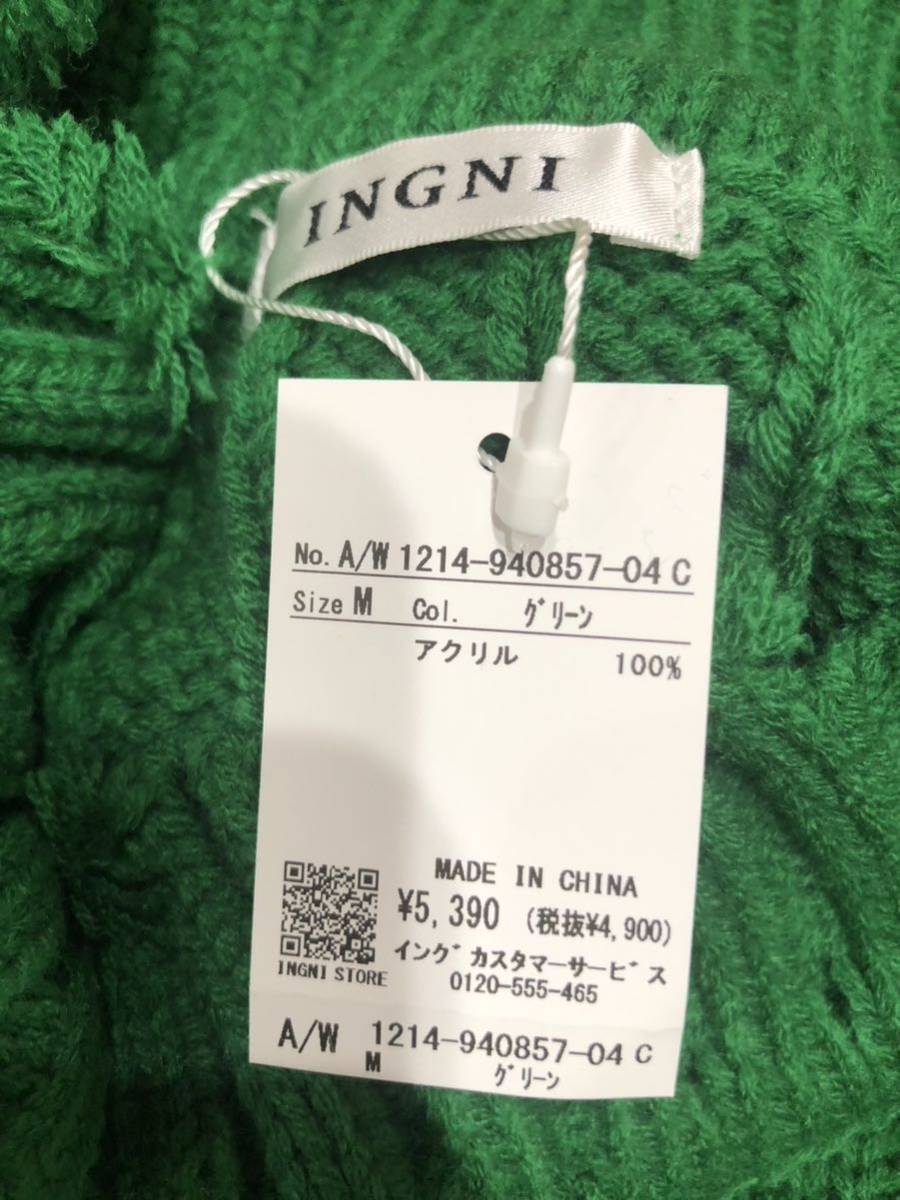 INGNI
No. A/W 1214-940857-04 C
Size M Col. ｸﾞﾘｰﾝ
アクリル 100%
MADE IN CHINA
¥5,390 (税抜¥4,900)
イングﾞカスタマーサービﾞス
0120-555-465
INGNI STORE
A/W 1214-940857-04 C
M ｸﾞﾘｰﾝ